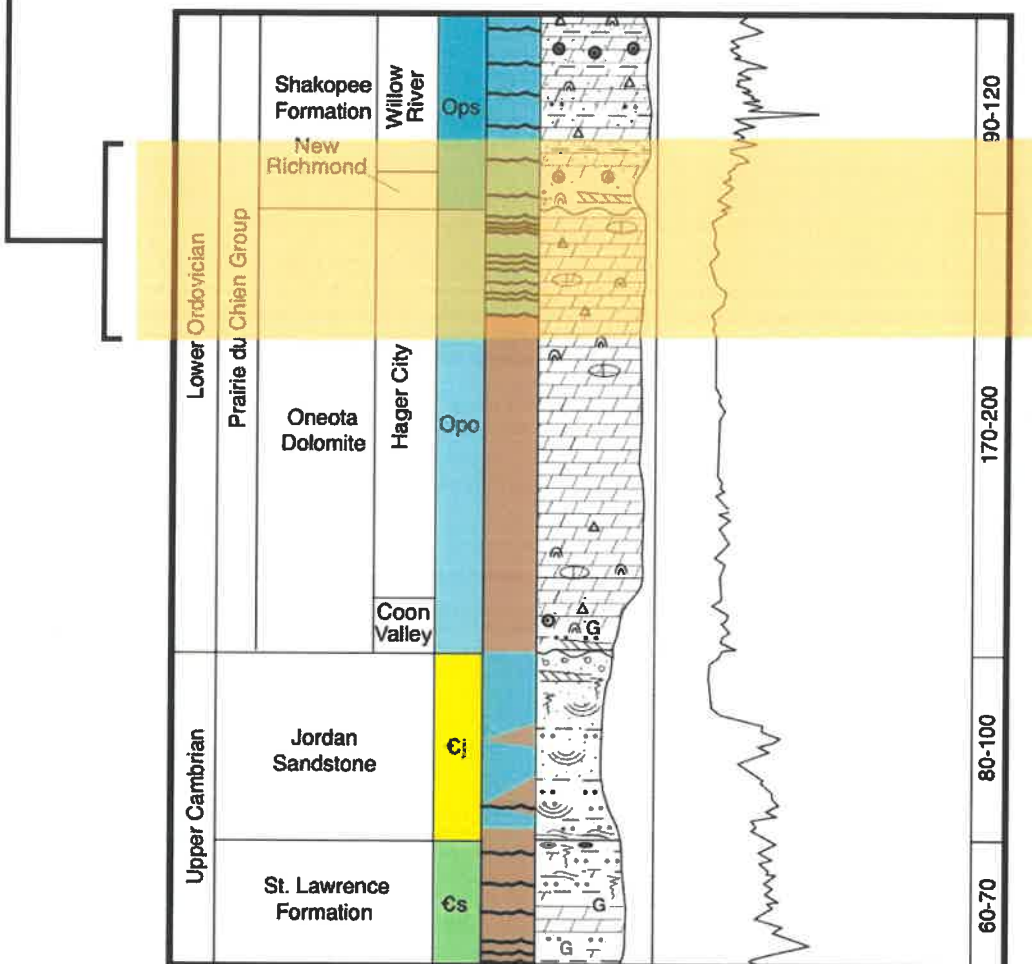 Lower Ordovician
Prairie du Chien Group
Shakopee
Formation
Willow
River
Ops
90-120
New
Richmond
Oneota
Dolomite
Hager City
Opo
170-200
Coon
Valley
G
Upper Cambrian
Jordan
Sandstone
Єj
80-100
St. Lawrence
Formation
Єs
G
G
60-70